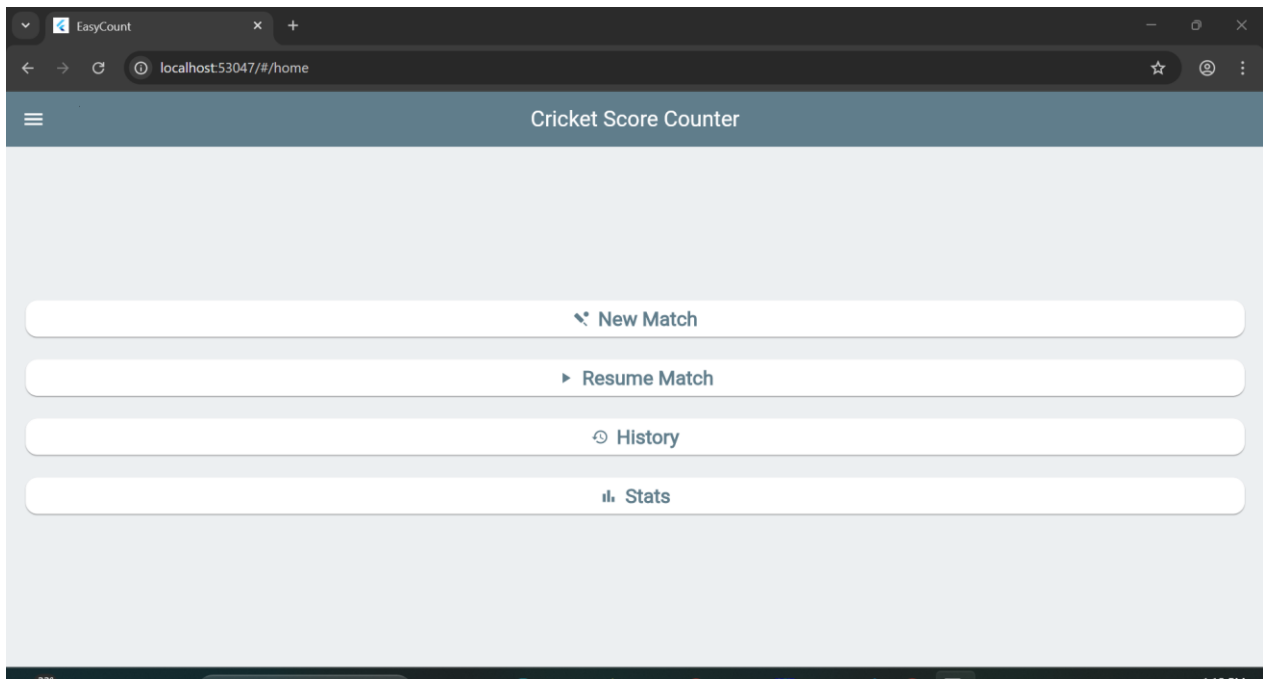 EasyCount
localhost:53047/#/home
Cricket Score Counter
New Match
Resume Match
History
Stats